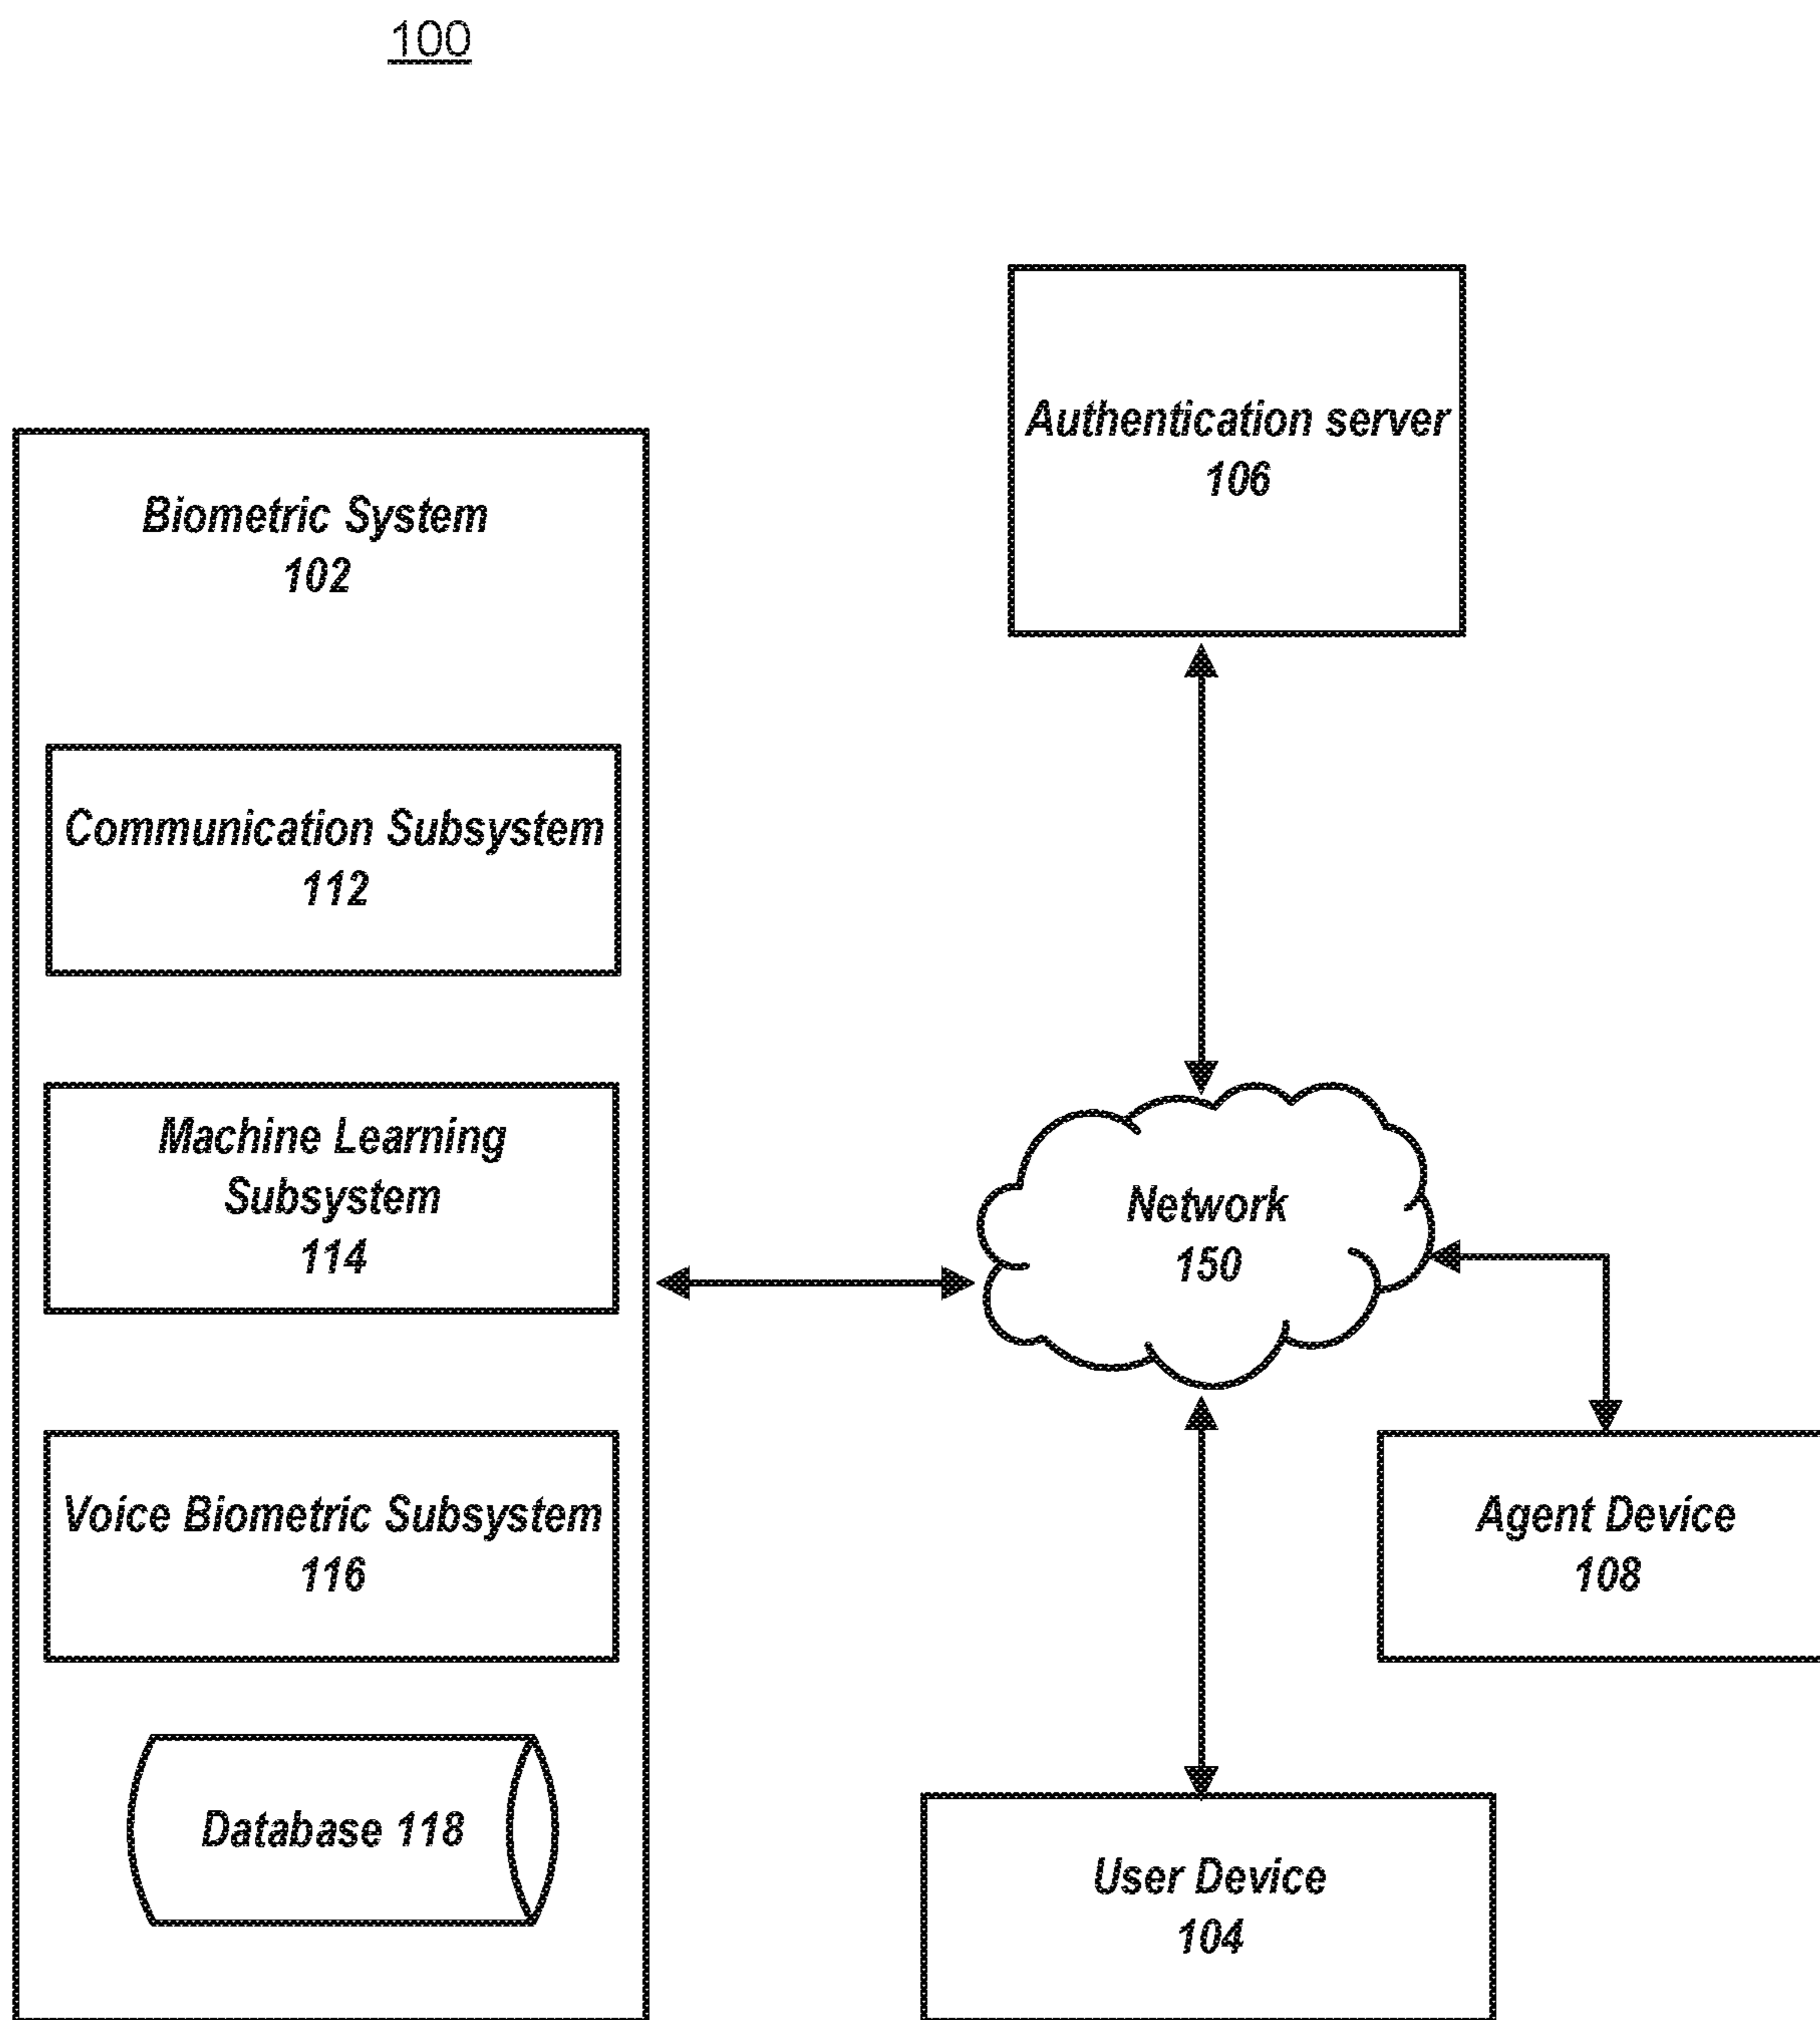 100
Biometric System
102
Communication Subsystem
112
Machine Learning
Subsystem
114
Voice Biometric Subsystem
116
Database 118
Authentication server
106
Network
150
Agent Device
108
User Device
104